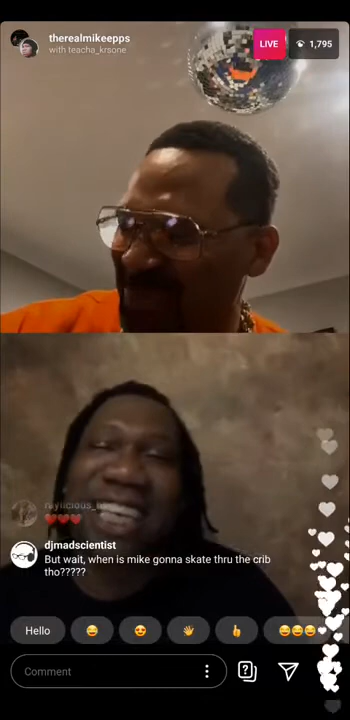 therealmikeepps
with teacha_krsone
LIVE
1,795
raylicious_
djmadscientist
But wait, when is mike gonna skate thru the crib
tho?????
Hello
Comment